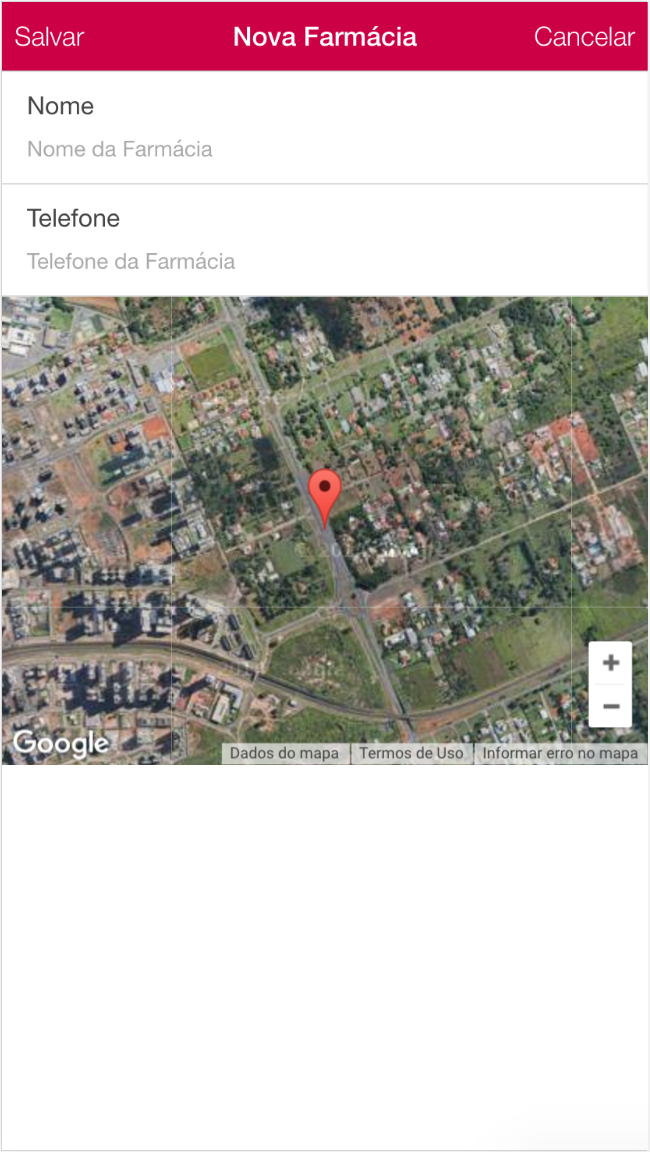 Salvar Nova Farmácia Cancelar
Nome
Nome da Farmácia
Telefone
Telefone da Farmácia
+
−
Google
Dados do mapa Termos de Uso Informar erro no mapa